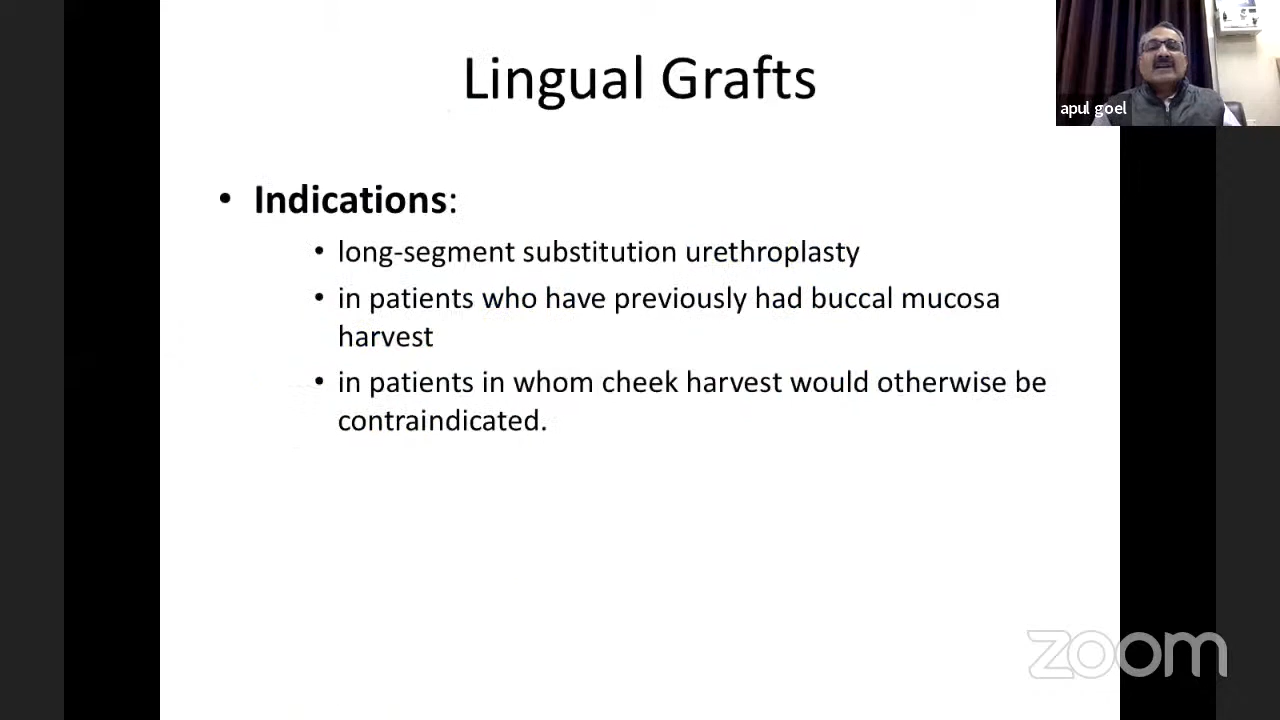 Lingual Grafts
apul goel
• Indications:
• long-segment substitution urethroplasty
• in patients who have previously had buccal mucosa
harvest
• in patients in whom cheek harvest would otherwise be
contraindicated.
zoom